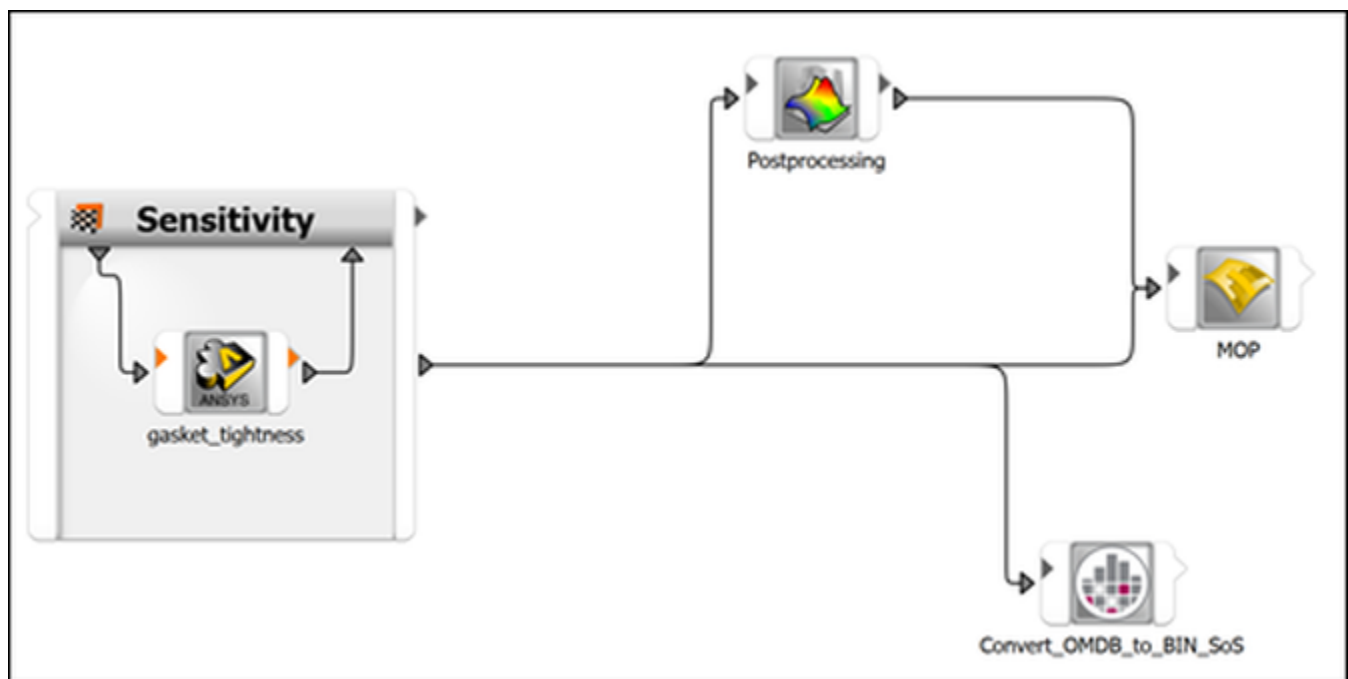 Postprocessing
Sensitivity
MOP
ANSYS
gasket_tightness
Convert_OMDB_to_BIN_SoS